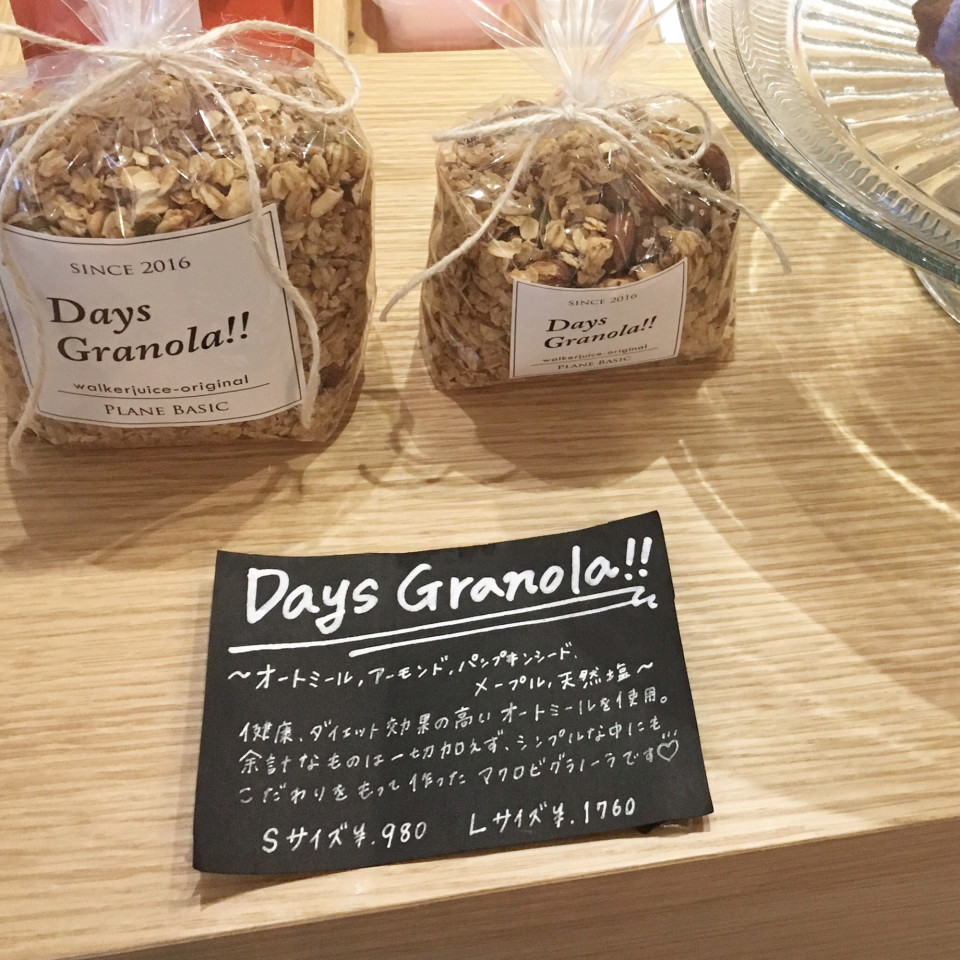 SINCE 2016
Days
Granola!!
walkerjuice-original
PLANE BASIC
SINCE 2016
Days
Granola!!
walkerjuice-original
PLANE BASIC
Days Granola!!
〜オートミール,アーモンド,パンプキンシード、
メープル,天然塩〜
健康、ダイエット効果の高いオートミールを使用。
余計なものは一切加えず、シンプルな中にも…
こだわりをもって作ったマクロビグラノーラです♡
Sサイズ¥.980 Lサイズ¥.1760